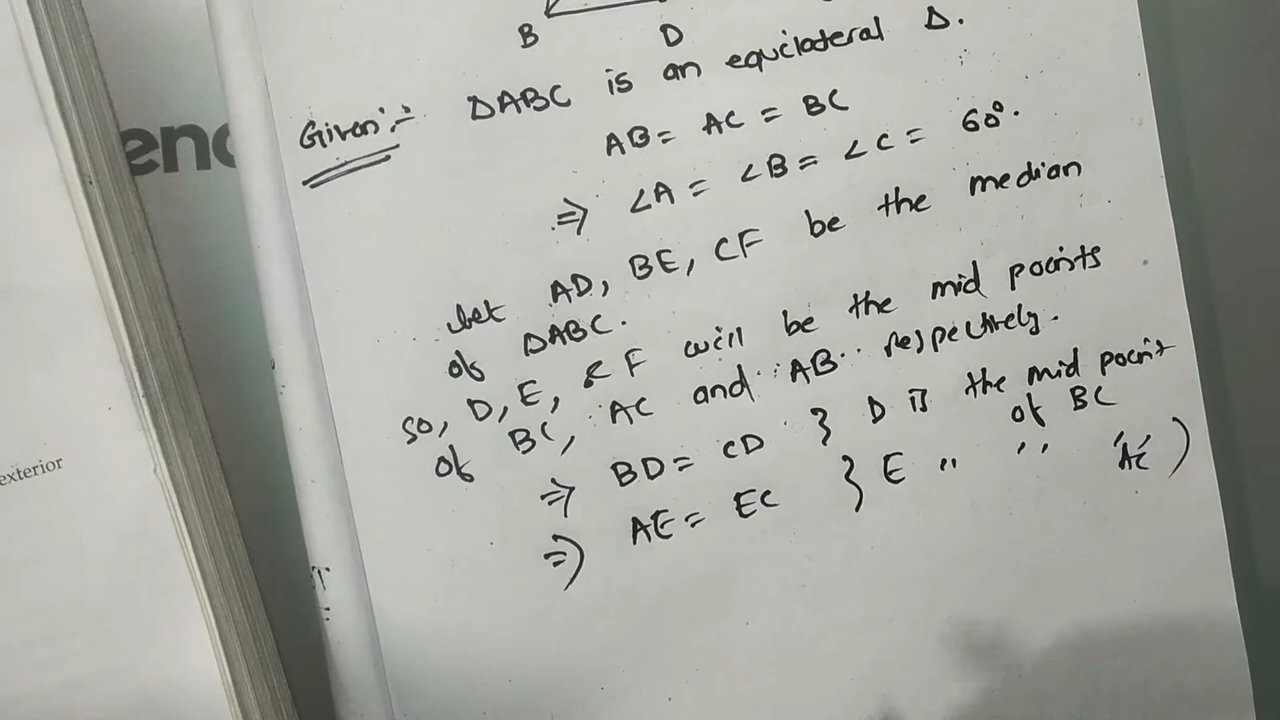 B D
Given:- ΔABC is an equilateral Δ.
AB = AC = BC
⇒ ∠A = ∠B = ∠C = 60°.
let AD, BE, CF be the median
of ΔABC.
so, D, E, & F will be the mid points
of BC, AC and AB respectively.
⇒ BD = CD } D is the mid point
of BC
⇒ AE = EC } E " " AC )
enc
exterior